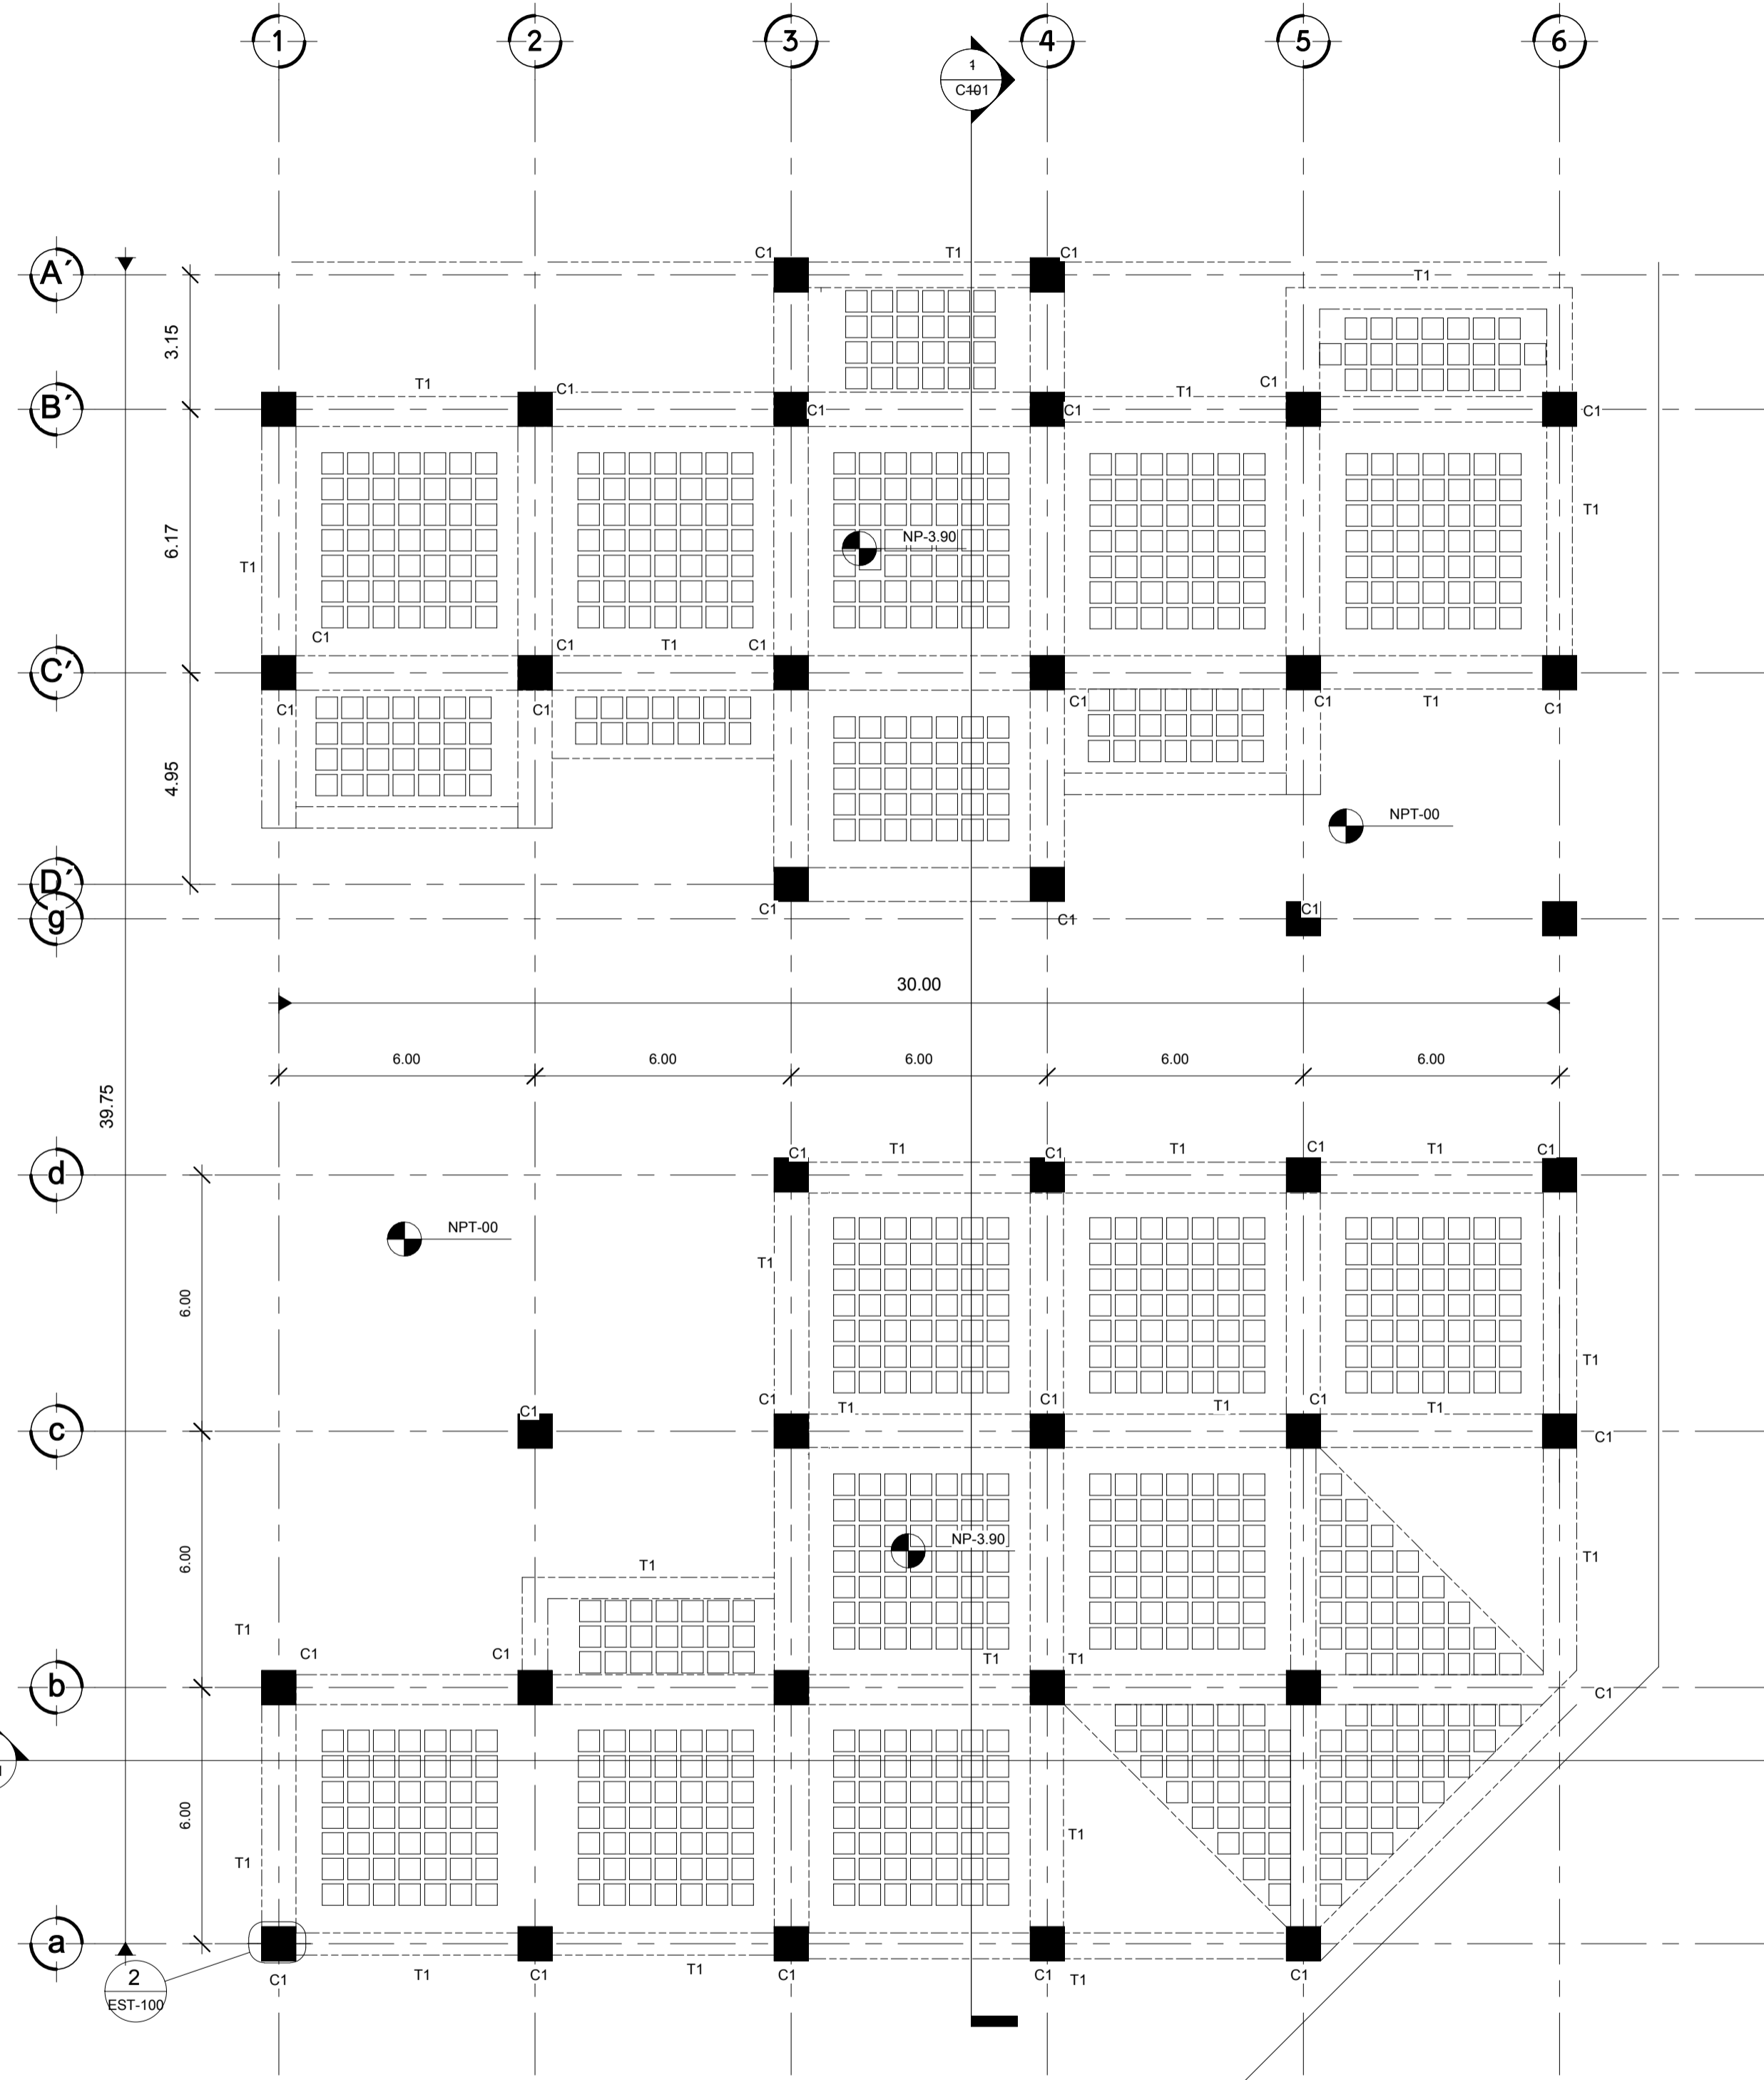 1 2 3 4 5 6
1
C101
C1 T1 C1
A´ T1
3.15
T1 C1 T1 C1
B´ C1 C1 C1
6.17 NP-3.90 T1
T1
C1 C1 T1 C1
C′
C1 C1 C1 C1 T1 C1
4.95
NPT-00
D´
C1 C1 C1
g
30.00
6.00 6.00 6.00 6.00 6.00
39.75
C1 T1 C1 T1 C1 T1 C1
d
NPT-00
T1
6.00
T1
C1 C1 C1
C1 T1 T1 T1
c C1
NP-3.90
6.00 T1 T1
T1
C1 C1 T1 T1
b C1
6.00
T1 T1
a
C1 T1 C1 T1 C1 C1 T1 C1
2
EST-100